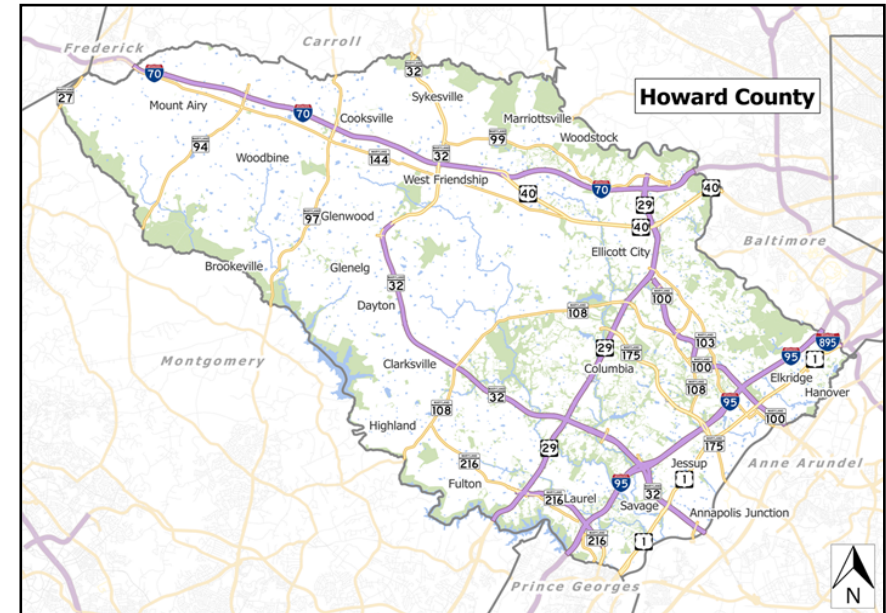 Frederick
Carroll
Howard County
70
32
27
Mount Airy
70
Sykesville
Cooksville
Marriottsville
94
99
Woodstock
Woodbine
144
32
West Friendship
40
70
40
29
97
Glenwood
40
Baltimore
Ellicott City
Brookeville
Glenelg
32
100
Dayton
108
895
103
Montgomery
29
175
95
1
Clarksville
Columbia
100
Elkridge
32
108
Hanover
108
95
100
Highland
29
175
216
Jessup
Anne Arundel
Fulton
95
1
216
Laurel
32
Savage
Annapolis Junction
216
1
Prince Georges
N